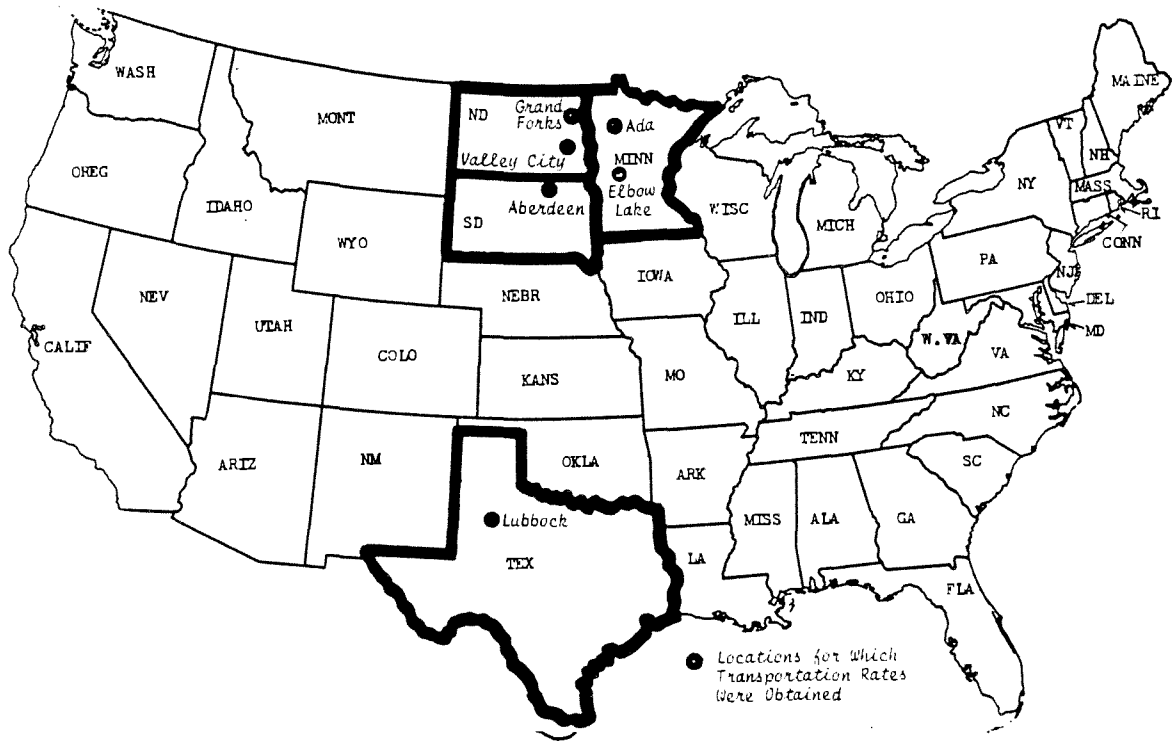 WASH
MONT
ND
Grand
Forks
Ada
Valley City
MINN
Elbow
Lake
Aberdeen
SD
OREG
IDAHO
WYO
WISC
MICH
MAINE
VT
NH
NY
MASS
RI
CONN
PA
NJ
DEL
MD
IOWA
NEBR
NEV
UTAH
CALIF
COLO
ILL
IND
OHIO
W.VA
VA
KANS
MO
KY
NC
TENN
ARIZ
NM
OKLA
ARK
SC
MISS
ALA
GA
Lubbock
TEX
LA
FLA
Locations for Which
Transportation Rates
Were Obtained